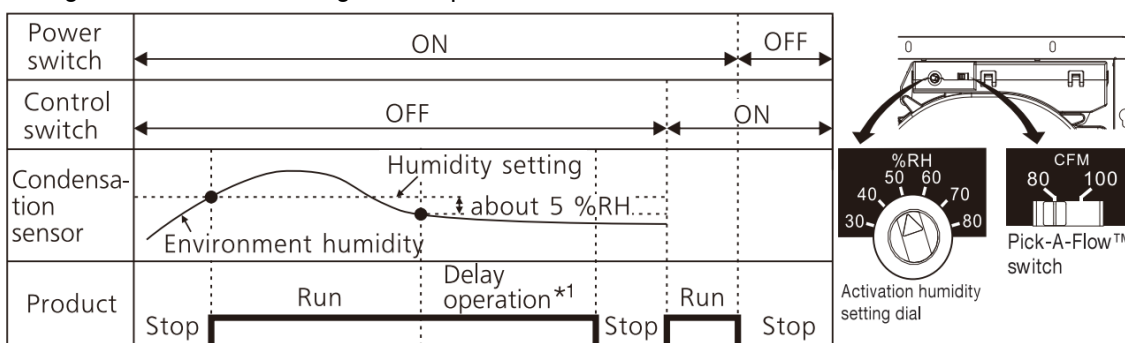 Power
switch
ON
OFF
Control
switch
OFF
ON
Condensa-
tion
sensor
Humidity setting
about 5 %RH
Environment humidity
Product
Stop
Run
Delay
operation*1
Stop
Run
Stop
0
0
%RH
30
40
50
60
70
80
Activation humidity
setting dial
CFM
80
100
Pick-A-Flow™
switch